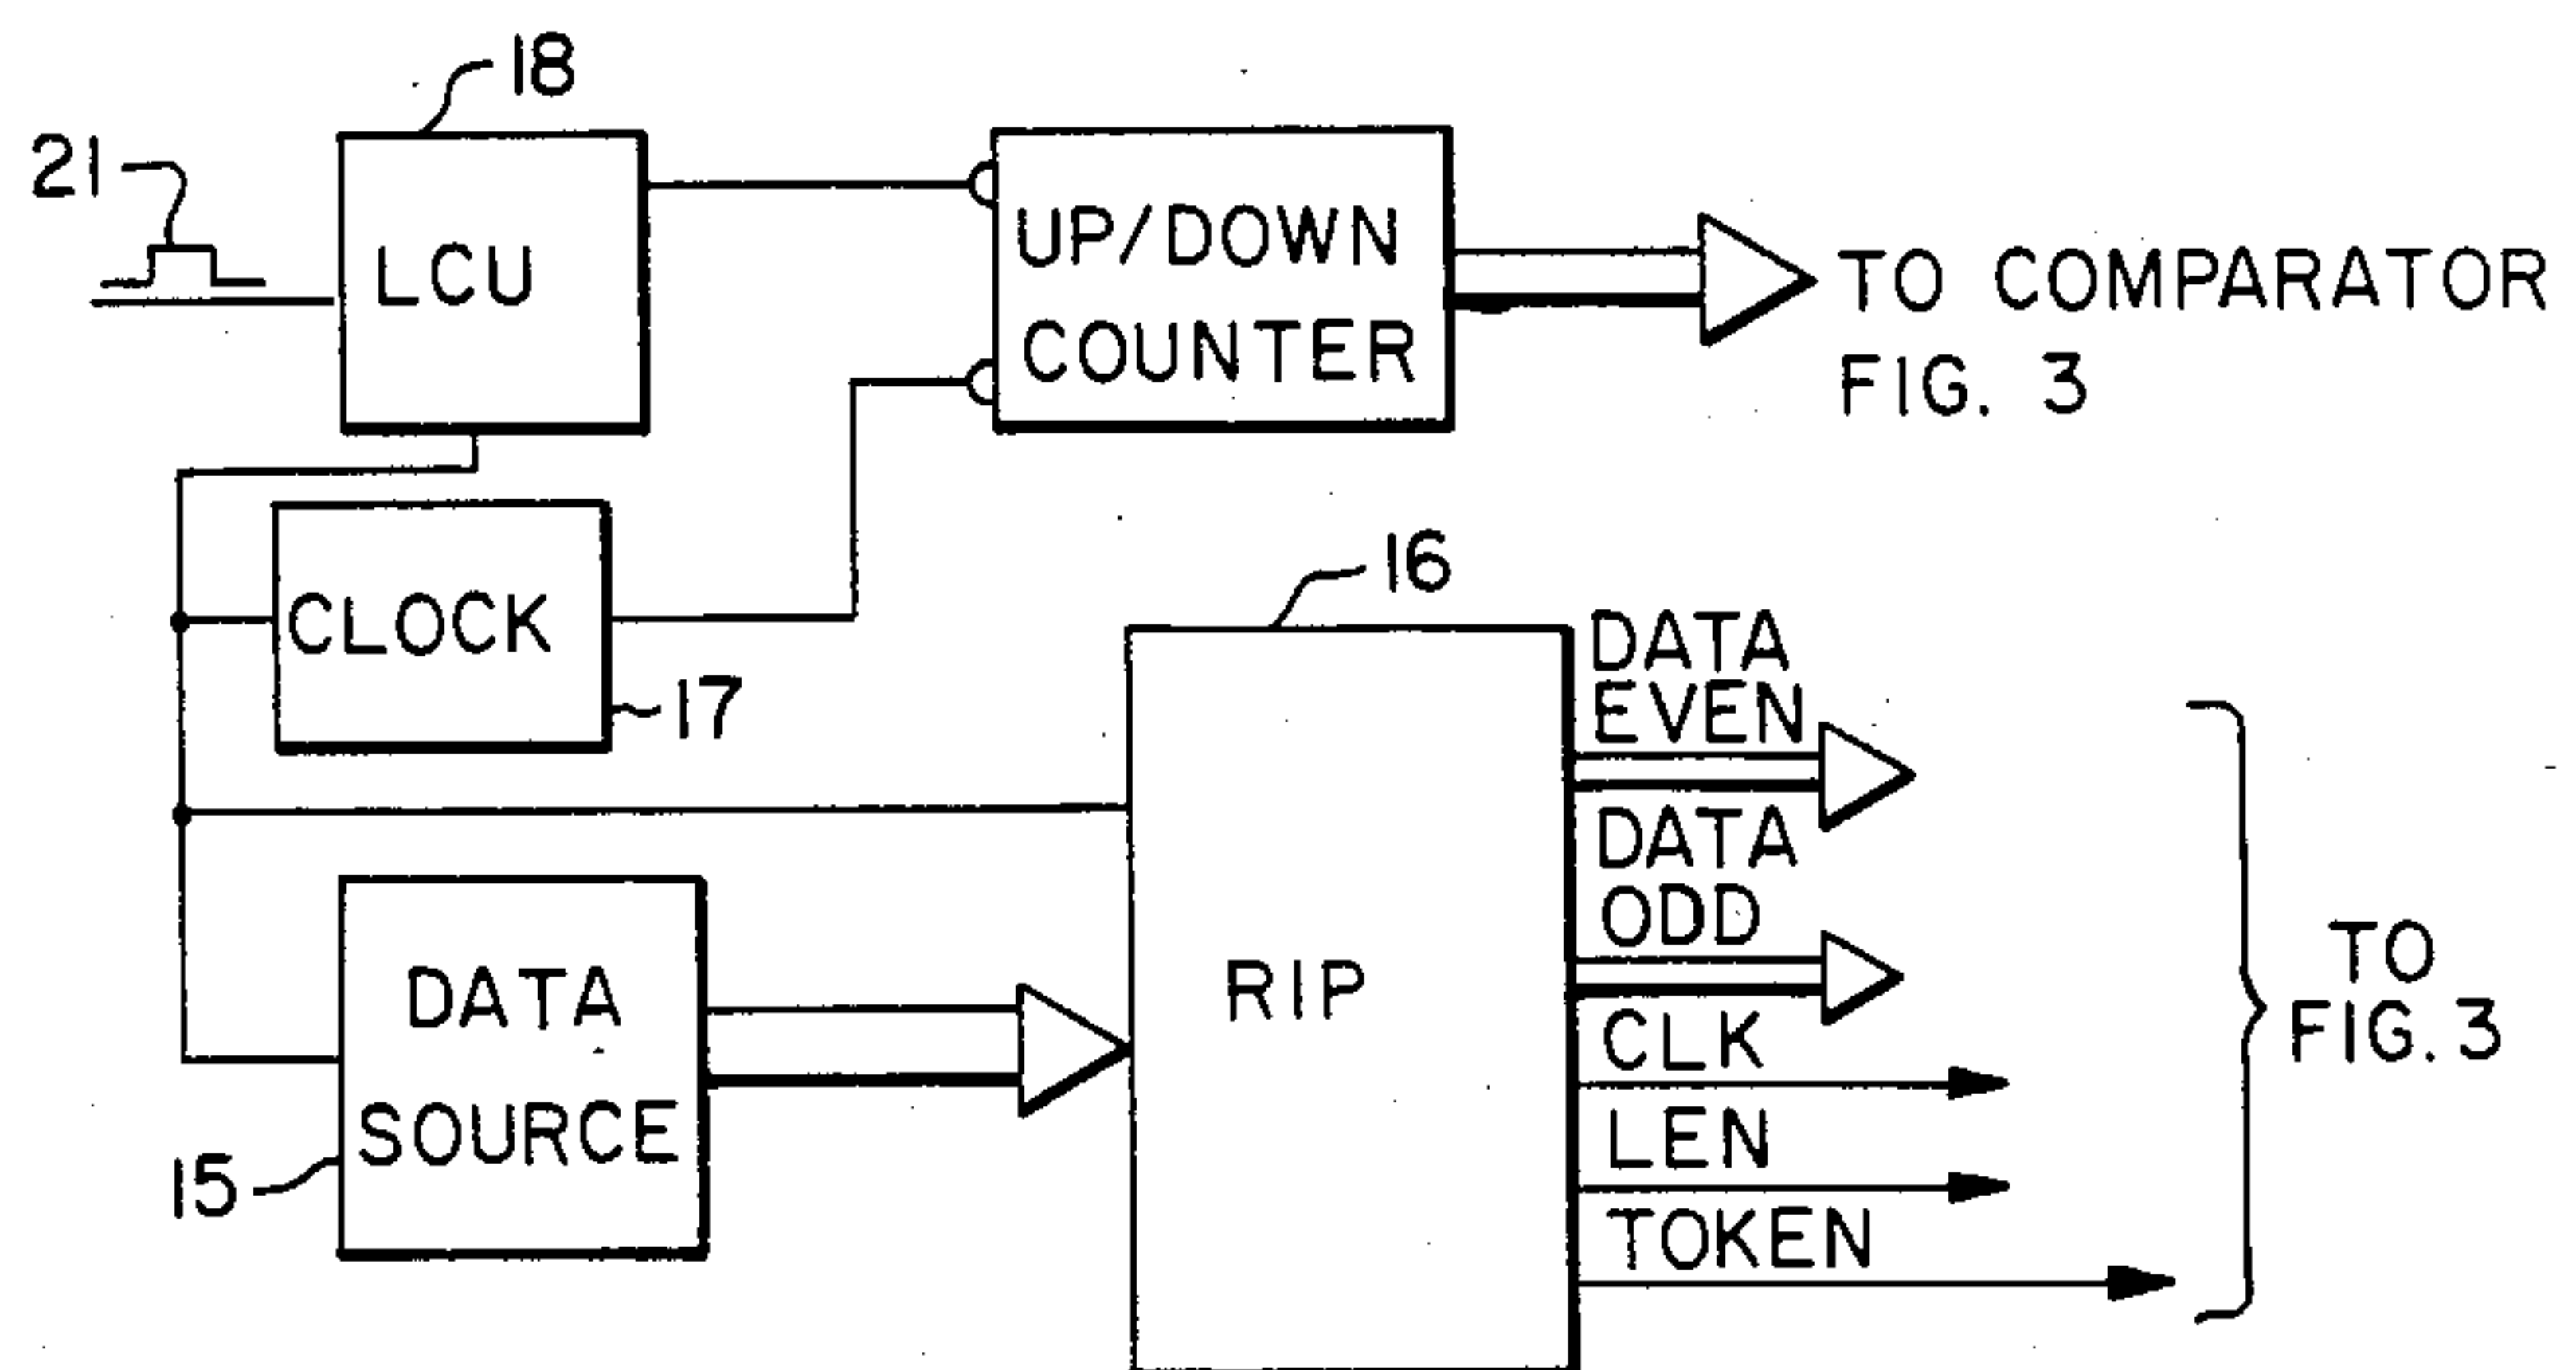 18
21
LCU
UP/DOWN
COUNTER
TO COMPARATOR
FIG. 3
CLOCK
17
16
DATA
EVEN
DATA
ODD
CLK
LEN
TOKEN
RIP
DATA
SOURCE
15
TO
FIG. 3